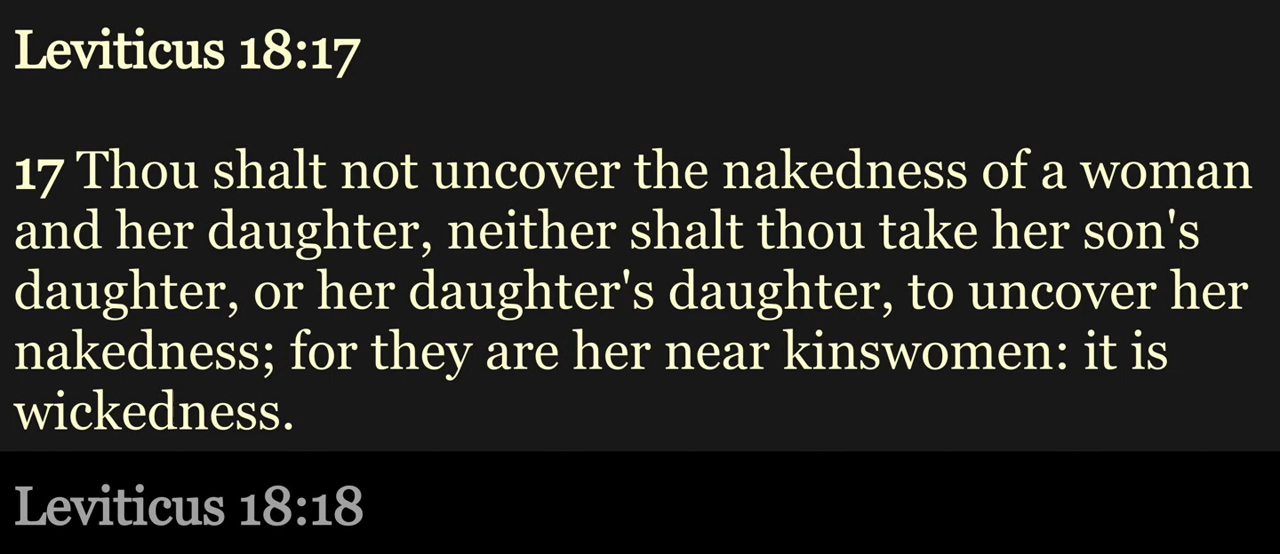 Leviticus 18:17
17 Thou shalt not uncover the nakedness of a woman
and her daughter, neither shalt thou take her son's
daughter, or her daughter's daughter, to uncover her
nakedness; for they are her near kinswomen: it is
wickedness.
Leviticus 18:18